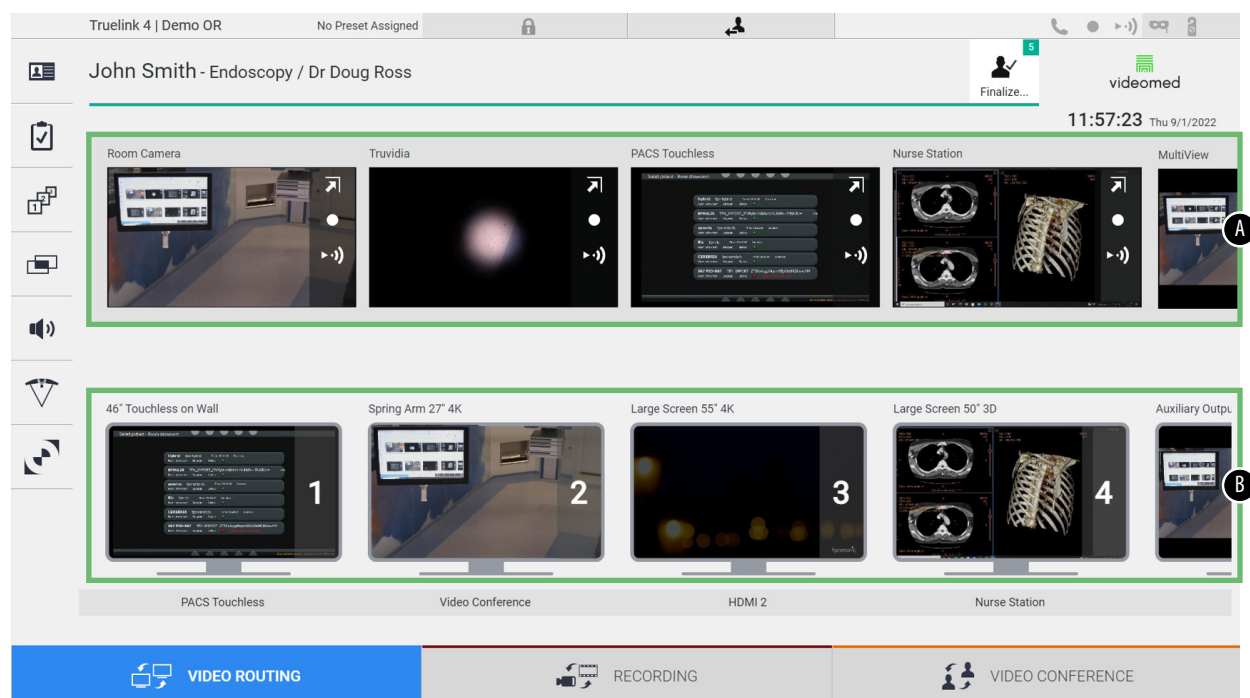 Truelink 4 | Demo OR
No Preset Assigned
5
John Smith - Endoscopy / Dr Doug Ross
Finalize...
videomed
11:57:23 Thu 9/1/2022
Room Camera
Truvidia
PACS Touchless
Nurse Station
MultiView
A
46" Touchless on Wall
Spring Arm 27" 4K
Large Screen 55" 4K
Large Screen 50" 3D
Auxiliary Outpu
1
2
3
4
B
PACS Touchless
Video Conference
HDMI 2
Nurse Station
VIDEO ROUTING
RECORDING
VIDEO CONFERENCE